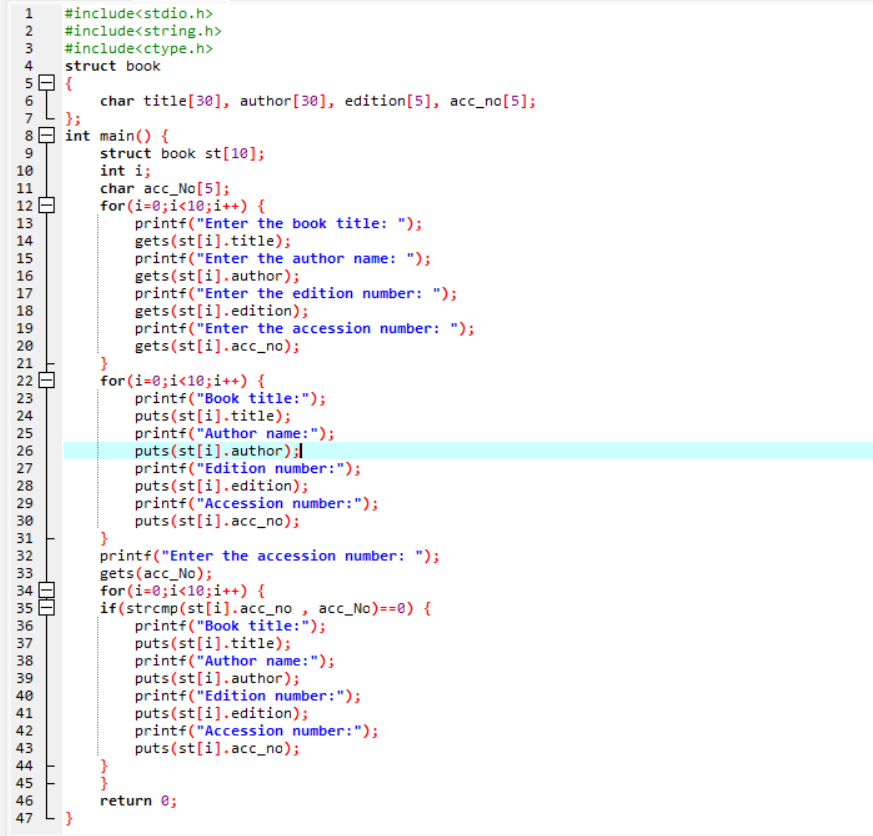 1 #include<stdio.h>
2 #include<string.h>
3 #include<ctype.h>
4 struct book
5 {
6     char title[30], author[30], edition[5], acc_no[5];
7 };
8 int main() {
9     struct book st[10];
10     int i;
11     char acc_No[5];
12     for(i=0;i<10;i++) {
13         printf("Enter the book title: ");
14         gets(st[i].title);
15         printf("Enter the author name: ");
16         gets(st[i].author);
17         printf("Enter the edition number: ");
18         gets(st[i].edition);
19         printf("Enter the accession number: ");
20         gets(st[i].acc_no);
21     }
22     for(i=0;i<10;i++) {
23         printf("Book title:");
24         puts(st[i].title);
25         printf("Author name:");
26         puts(st[i].author);
27         printf("Edition number:");
28         puts(st[i].edition);
29         printf("Accession number:");
30         puts(st[i].acc_no);
31     }
32     printf("Enter the accession number: ");
33     gets(acc_No);
34     for(i=0;i<10;i++) {
35     if(strcmp(st[i].acc_no , acc_No)==0) {
36         printf("Book title:");
37         puts(st[i].title);
38         printf("Author name:");
39         puts(st[i].author);
40         printf("Edition number:");
41         puts(st[i].edition);
42         printf("Accession number:");
43         puts(st[i].acc_no);
44     }
45     }
46     return 0;
47 }